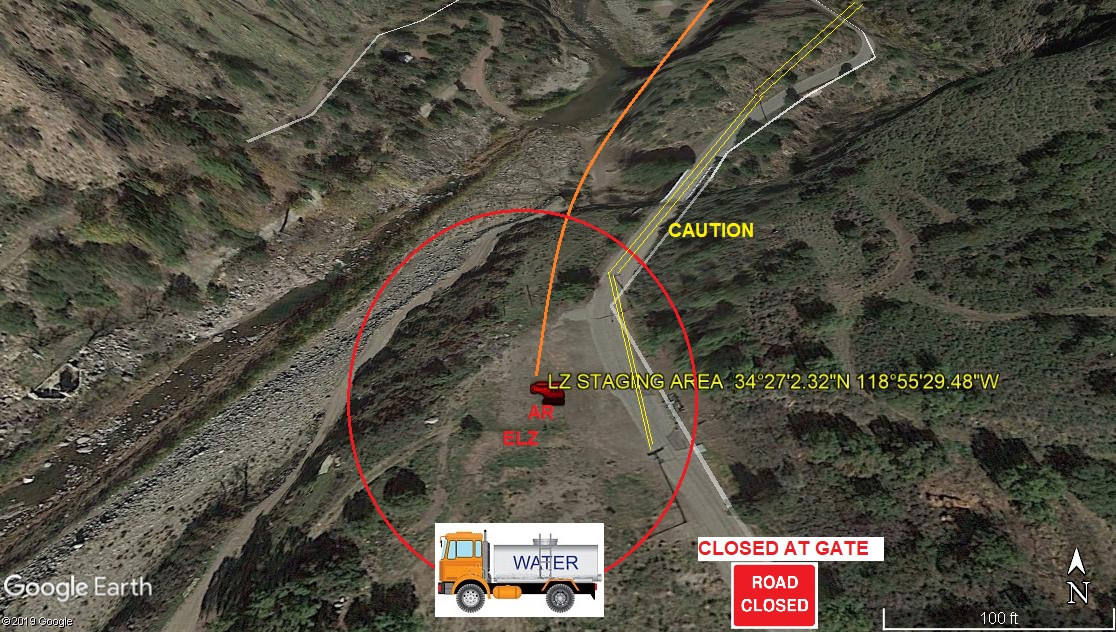 CAUTION
LZ STAGING AREA 34°27'2.32"N 118°55'29.48"W
AR
ELZ
WATER
CLOSED AT GATE
ROAD
CLOSED
Google Earth
©2019 Google
N
100 ft